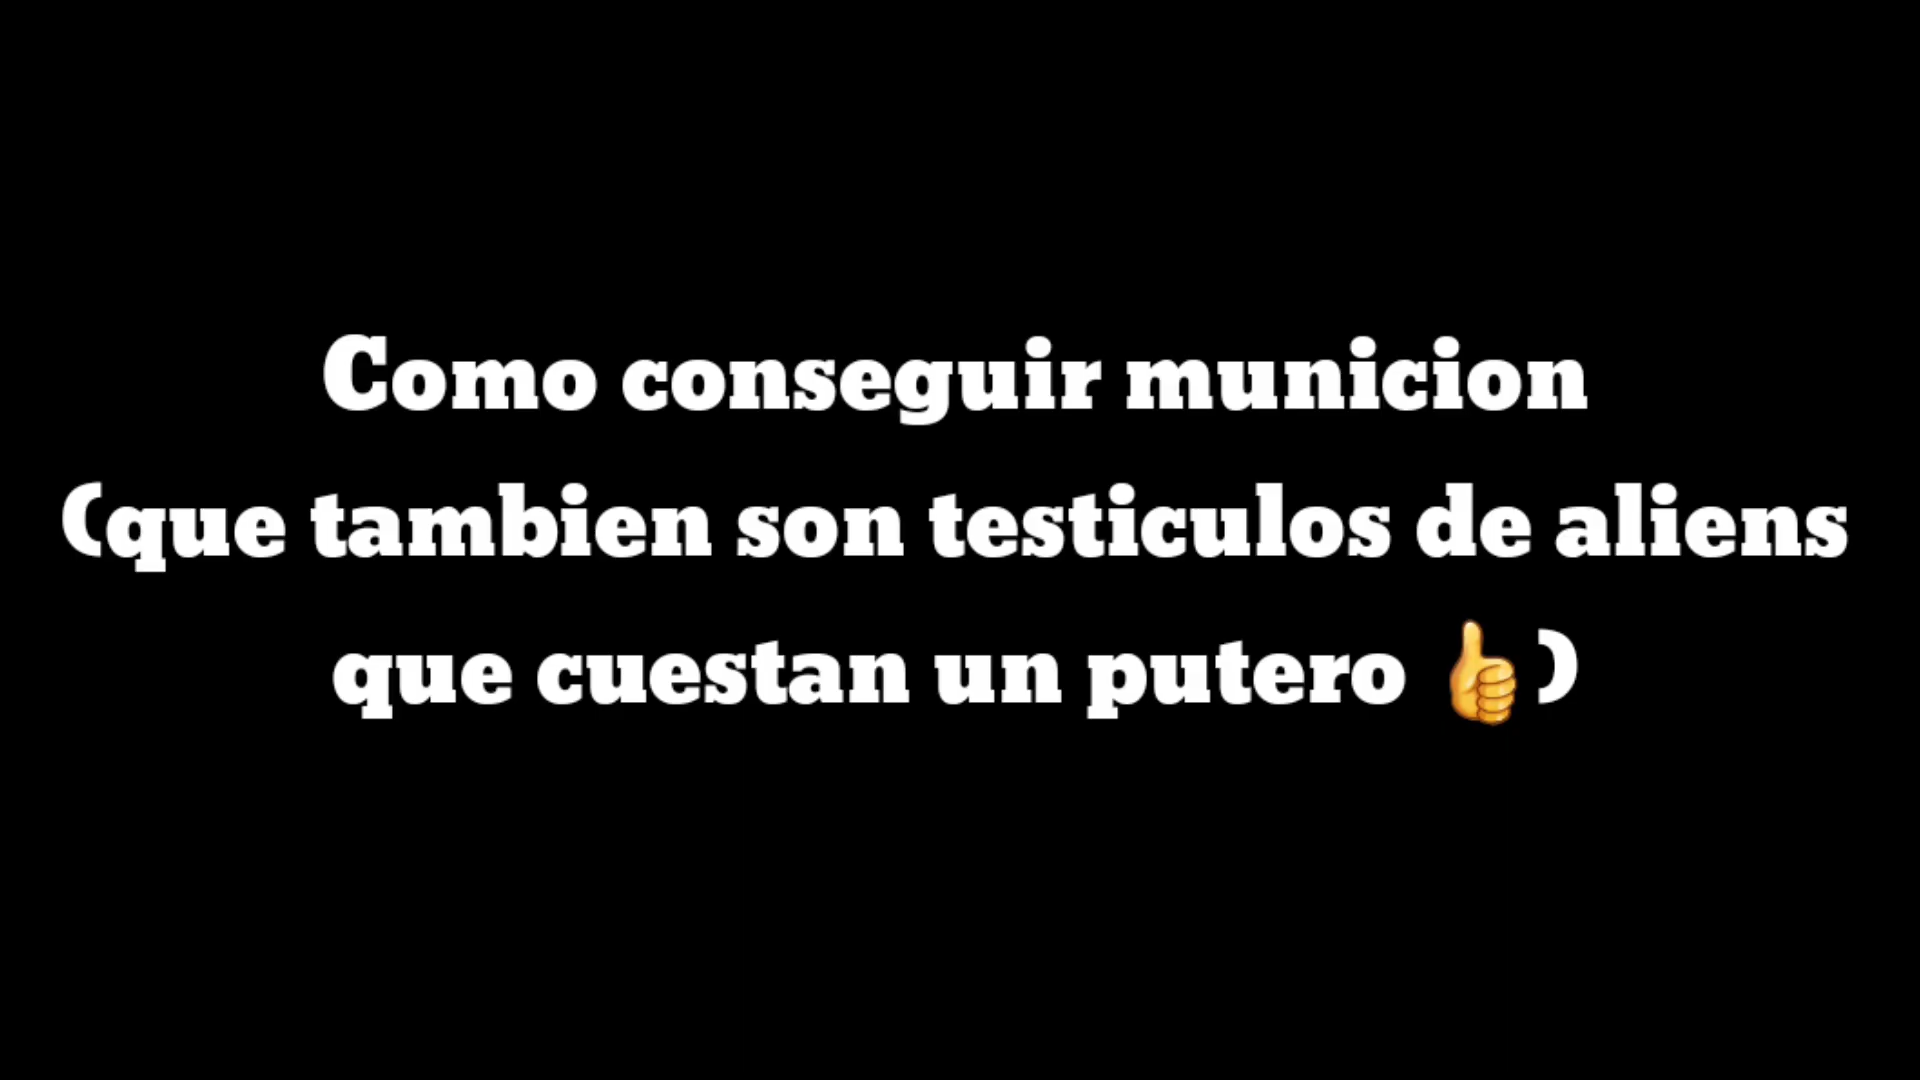 Como conseguir municion
(que tambien son testiculos de aliens
que cuestan un putero 👍)